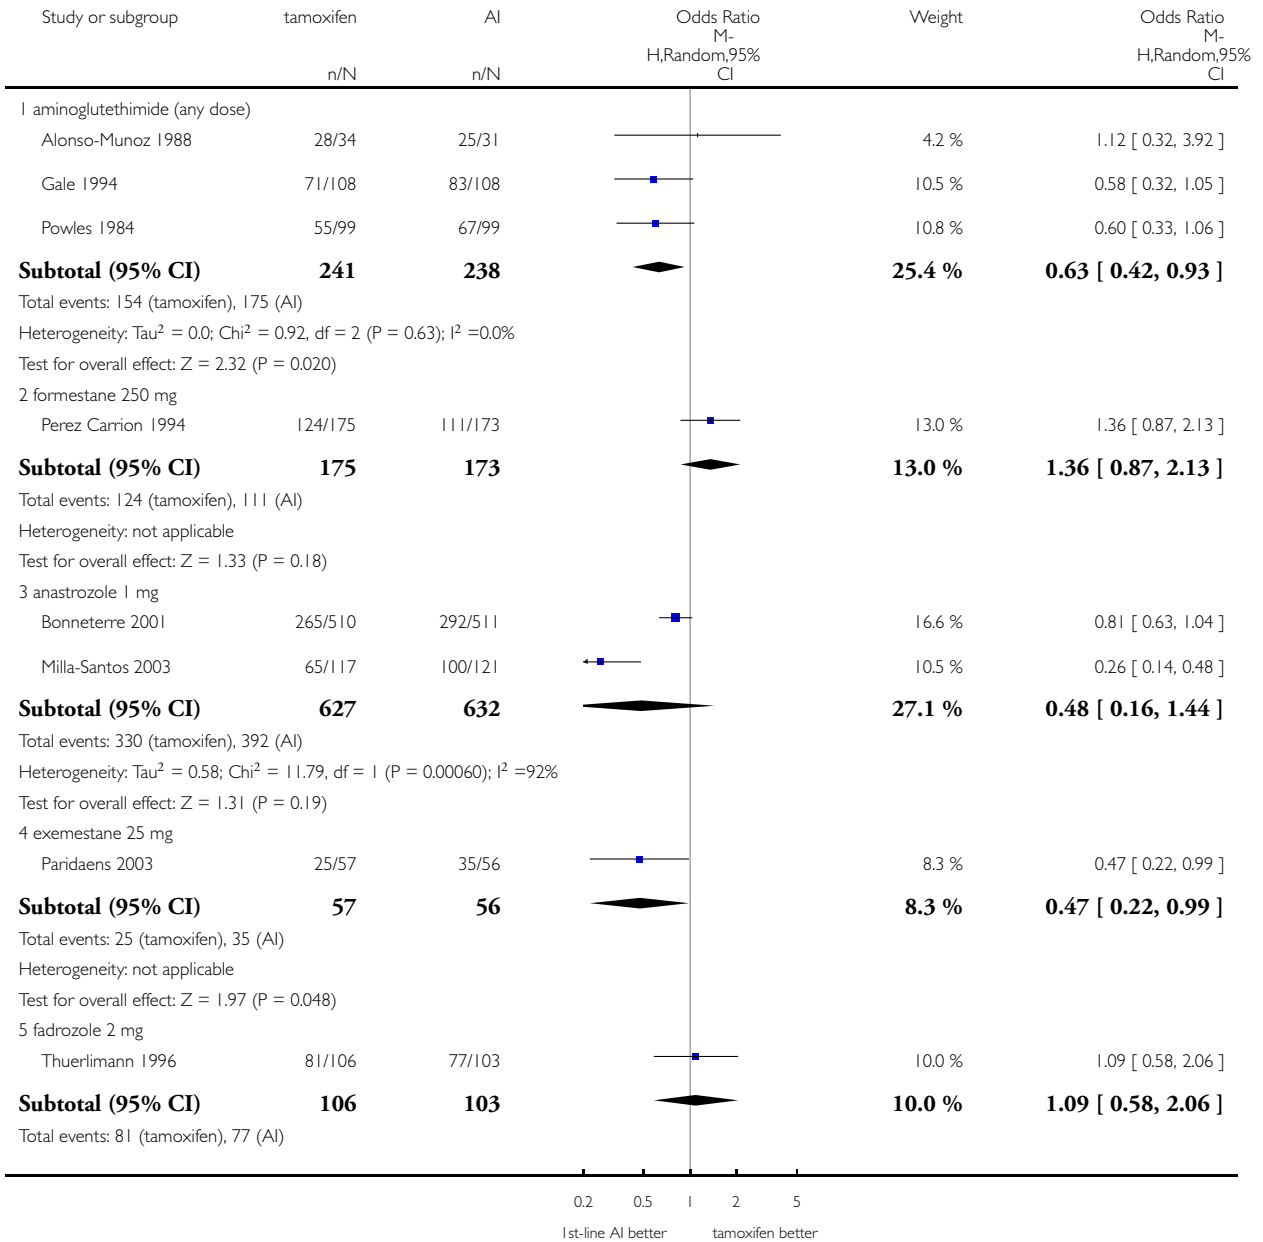 Study or subgroup tamoxifen AI Odds Ratio Weight Odds Ratio
M- M-
H,Random,95% H,Random,95%
n/N n/N CI CI
1 aminoglutethimide (any dose)
Alonso-Munoz 1988 28/34 25/31 4.2 % 1.12 [ 0.32, 3.92 ]
Gale 1994 71/108 83/108 10.5 % 0.58 [ 0.32, 1.05 ]
Powles 1984 55/99 67/99 10.8 % 0.60 [ 0.33, 1.06 ]
Subtotal (95% CI) 241 238 25.4 % 0.63 [ 0.42, 0.93 ]
Total events: 154 (tamoxifen), 175 (AI)
Heterogeneity: Tau² = 0.0; Chi² = 0.92, df = 2 (P = 0.63); I² =0.0%
Test for overall effect: Z = 2.32 (P = 0.020)
2 formestane 250 mg
Perez Carrion 1994 124/175 111/173 13.0 % 1.36 [ 0.87, 2.13 ]
Subtotal (95% CI) 175 173 13.0 % 1.36 [ 0.87, 2.13 ]
Total events: 124 (tamoxifen), 111 (AI)
Heterogeneity: not applicable
Test for overall effect: Z = 1.33 (P = 0.18)
3 anastrozole 1 mg
Bonneterre 2001 265/510 292/511 16.6 % 0.81 [ 0.63, 1.04 ]
Milla-Santos 2003 65/117 100/121 10.5 % 0.26 [ 0.14, 0.48 ]
Subtotal (95% CI) 627 632 27.1 % 0.48 [ 0.16, 1.44 ]
Total events: 330 (tamoxifen), 392 (AI)
Heterogeneity: Tau² = 0.58; Chi² = 11.79, df = 1 (P = 0.00060); I² =92%
Test for overall effect: Z = 1.31 (P = 0.19)
4 exemestane 25 mg
Paridaens 2003 25/57 35/56 8.3 % 0.47 [ 0.22, 0.99 ]
Subtotal (95% CI) 57 56 8.3 % 0.47 [ 0.22, 0.99 ]
Total events: 25 (tamoxifen), 35 (AI)
Heterogeneity: not applicable
Test for overall effect: Z = 1.97 (P = 0.048)
5 fadrozole 2 mg
Thuerlimann 1996 81/106 77/103 10.0 % 1.09 [ 0.58, 2.06 ]
Subtotal (95% CI) 106 103 10.0 % 1.09 [ 0.58, 2.06 ]
Total events: 81 (tamoxifen), 77 (AI)
0.2 0.5 1 2 5
1st-line AI better tamoxifen better